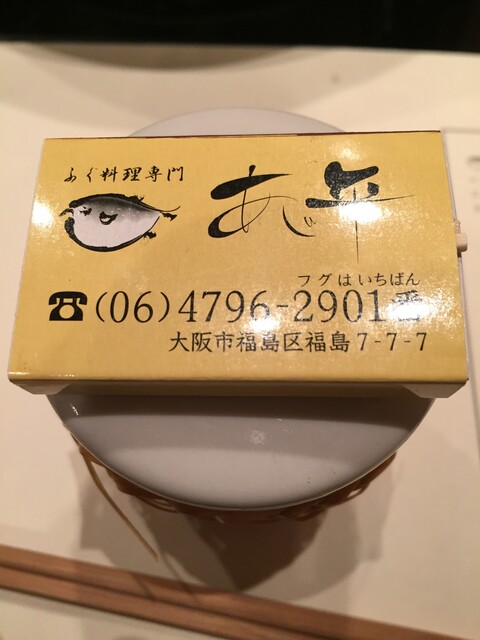 ふぐ料理専門
あじ平
フグはいちばん
☎(06)4796-2901番
大阪市福島区福島7-7-7